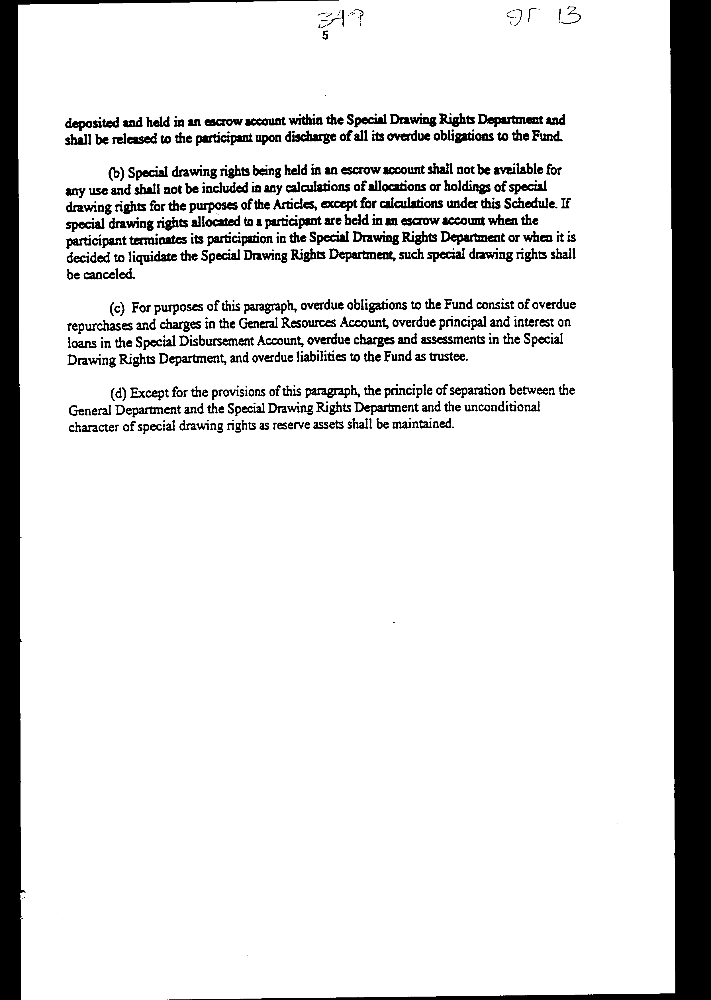 349
13
5
deposited and held in an escrow account within the Special Drawing Rights Department and
shall be released to the participant upon discharge of all its overdue obligations to the Fund.
(b) Special drawing rights being held in an escrow account shall not be available for
any use and shall not be included in any calculations of allocations or holdings of special
drawing rights for the purposes of the Articles, except for calculations under this Schedule. If
special drawing rights allocated to a participant are held in an escrow account when the
participant terminates its participation in the Special Drawing Rights Department or when it is
decided to liquidate the Special Drawing Rights Department, such special drawing rights shall
be canceled.
(c) For purposes of this paragraph, overdue obligations to the Fund consist of overdue
repurchases and charges in the General Resources Account, overdue principal and interest on
loans in the Special Disbursement Account, overdue charges and assessments in the Special
Drawing Rights Department, and overdue liabilities to the Fund as trustee.
(d) Except for the provisions of this paragraph, the principle of separation between the
General Department and the Special Drawing Rights Department and the unconditional
character of special drawing rights as reserve assets shall be maintained.